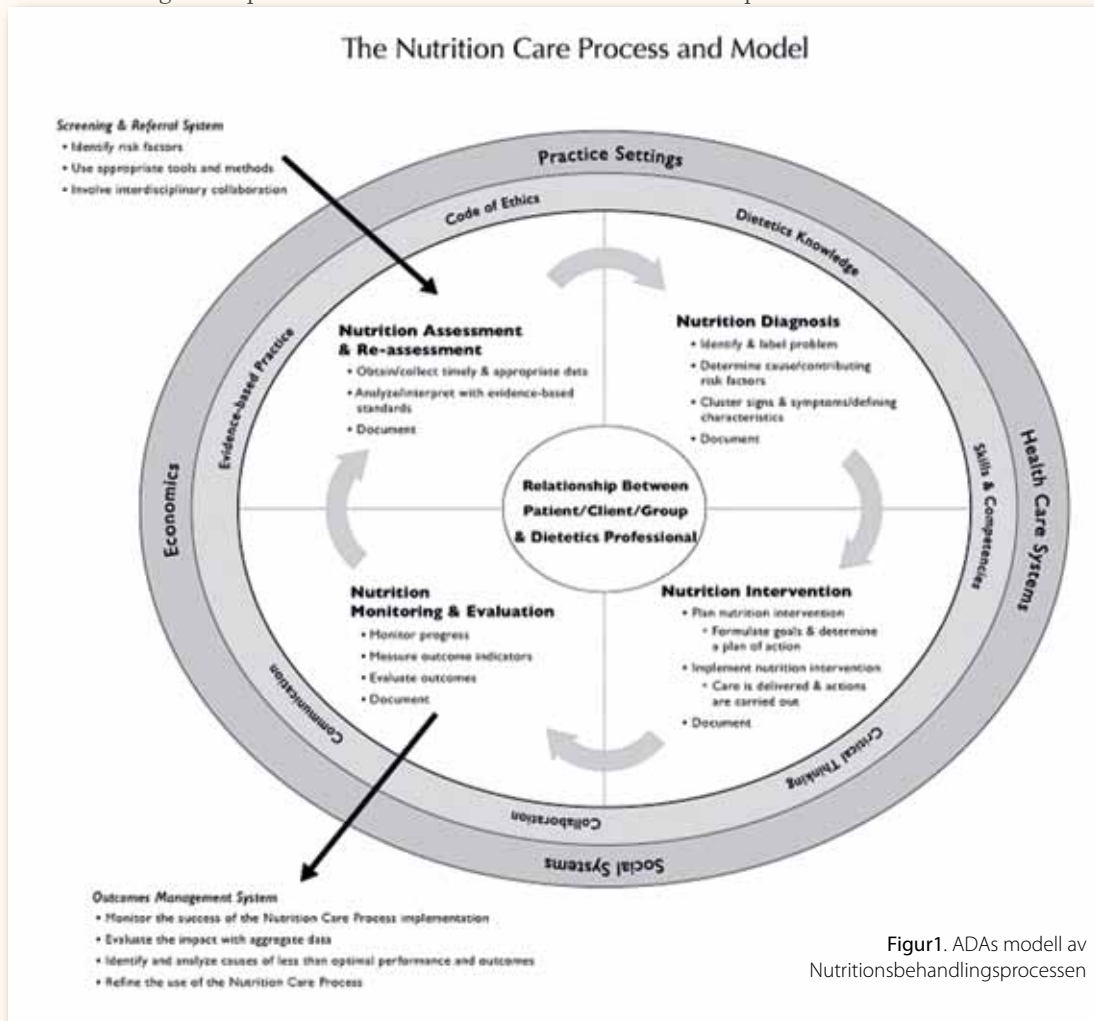 The Nutrition Care Process and Model
Screening & Referral System
• Identify risk factors
• Use appropriate tools and methods
• Involve interdisciplinary collaboration
Practice Settings
Code of Ethics
Dietetics Knowledge
Evidence-based Practice
Economics
Health Care Systems
Skills & Competencies
Nutrition Assessment
& Re-assessment
• Obtain/collect timely & appropriate data
• Analyze/interpret with evidence-based
standards
• Document
Nutrition Diagnosis
• Identify & label problem
• Determine cause/contributing
risk factors
• Cluster signs & symptoms/defining
characteristics
• Document
Relationship Between
Patient/Client/Group
& Dietetics Professional
Nutrition
Monitoring & Evaluation
• Monitor progress
• Measure outcome indicators
• Evaluate outcomes
• Document
Nutrition Intervention
• Plan nutrition intervention
• Formulate goals & determine
a plan of action
• Implement nutrition intervention
• Care is delivered & actions
are carried out
• Document
Communication
Critical Thinking
Collaboration
Social Systems
Outcomes Management System
• Monitor the success of the Nutrition Care Process implementation
• Evaluate the impact with aggregate data
• Identify and analyze causes of less than optimal performance and outcomes
• Refine the use of the Nutrition Care Process
Figur1. ADAs modell av
Nutritionsbehandlingsprocessen